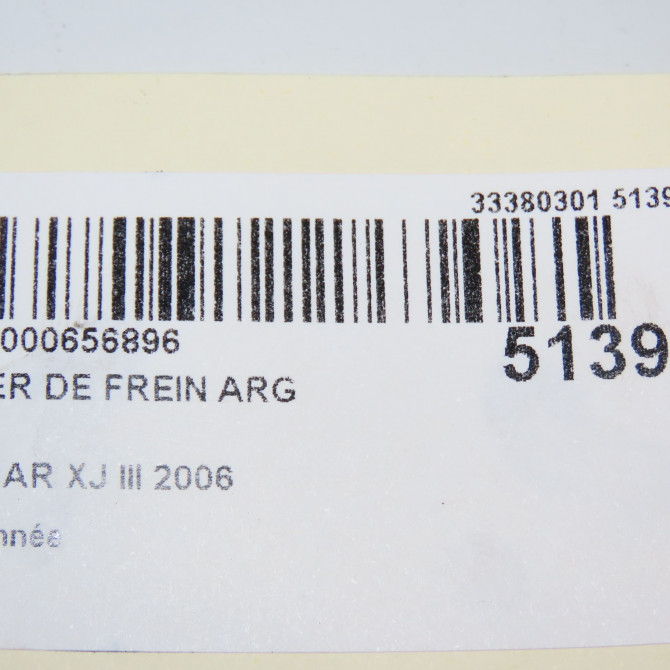 33380301 5139
000656896
5139
ER DE FREIN ARG
AR XJ III 2006
nnée